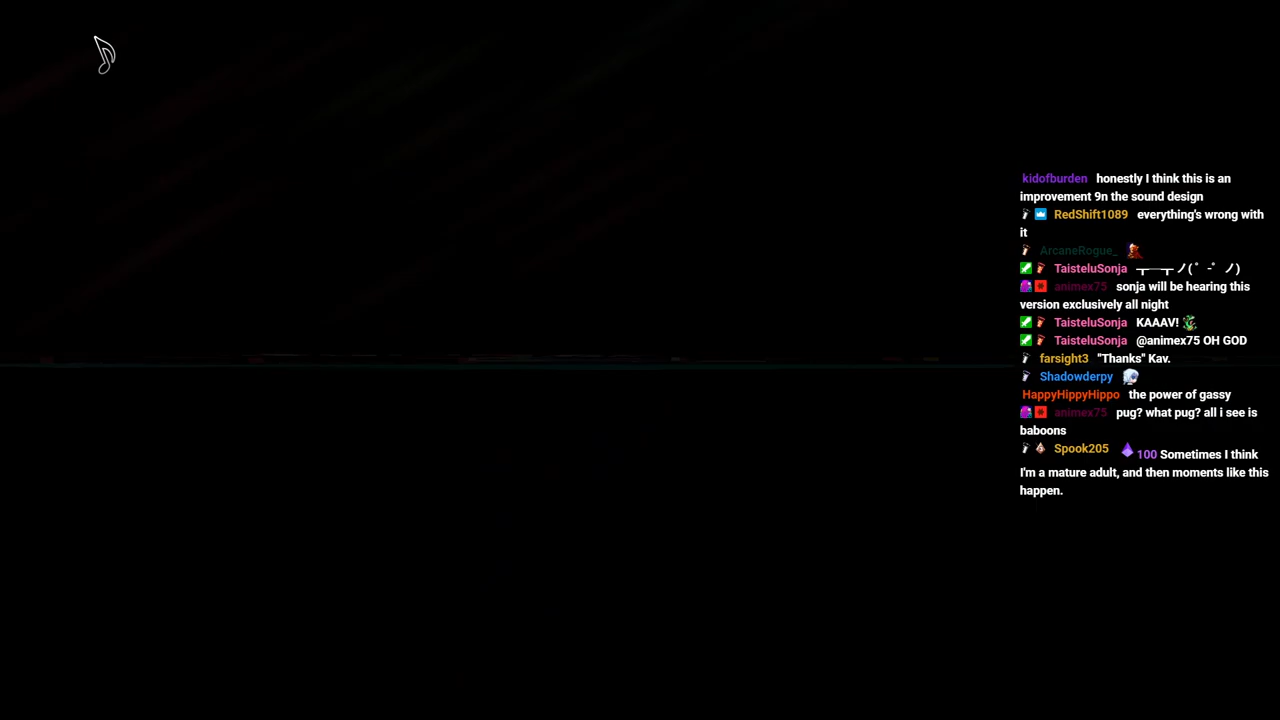 kidofburden honestly I think this is an
improvement 9n the sound design
RedShift1089 everything's wrong with
it
ArcaneRogue_
TaisteluSonja ┬──┬ ノ( ゜-゜ノ)
animex75 sonja will be hearing this
version exclusively all night
TaisteluSonja KAAAV!
TaisteluSonja @animex75 OH GOD
farsight3 "Thanks" Kav.
Shadowderpy
HappyHippyHippo the power of gassy
animex75 pug? what pug? all i see is
baboons
Spook205 100 Sometimes I think
I'm a mature adult, and then moments like this
happen.